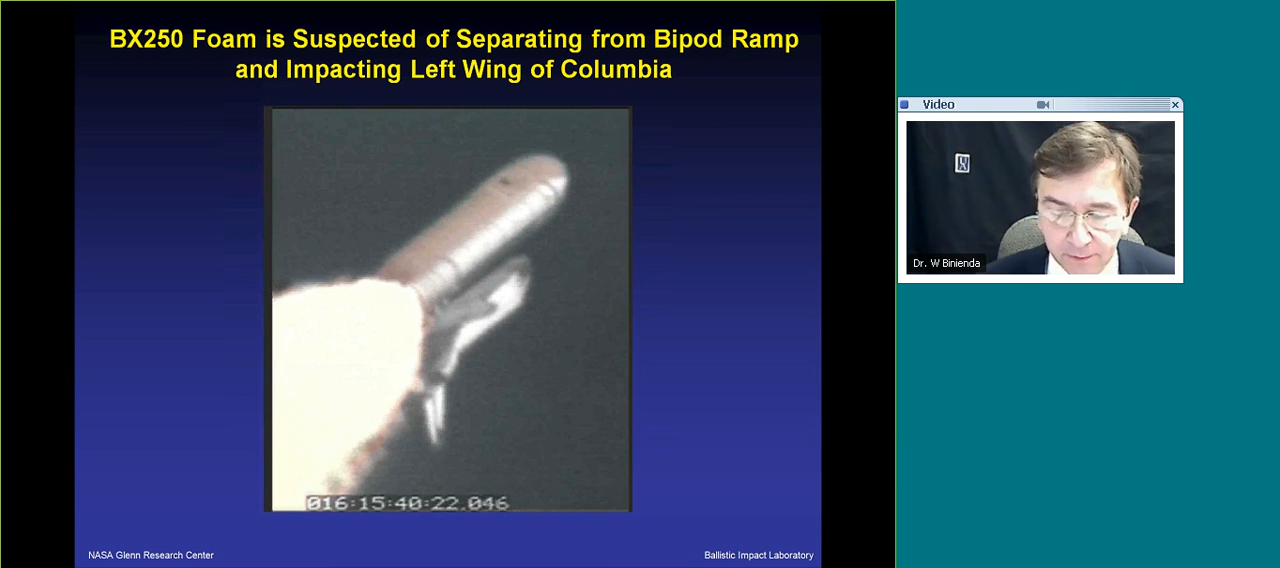 BX250 Foam is Suspected of Separating from Bipod Ramp
and Impacting Left Wing of Columbia
Video
Dr. W Binienda
016:15:40:22.046
NASA Glenn Research Center
Ballistic Impact Laboratory